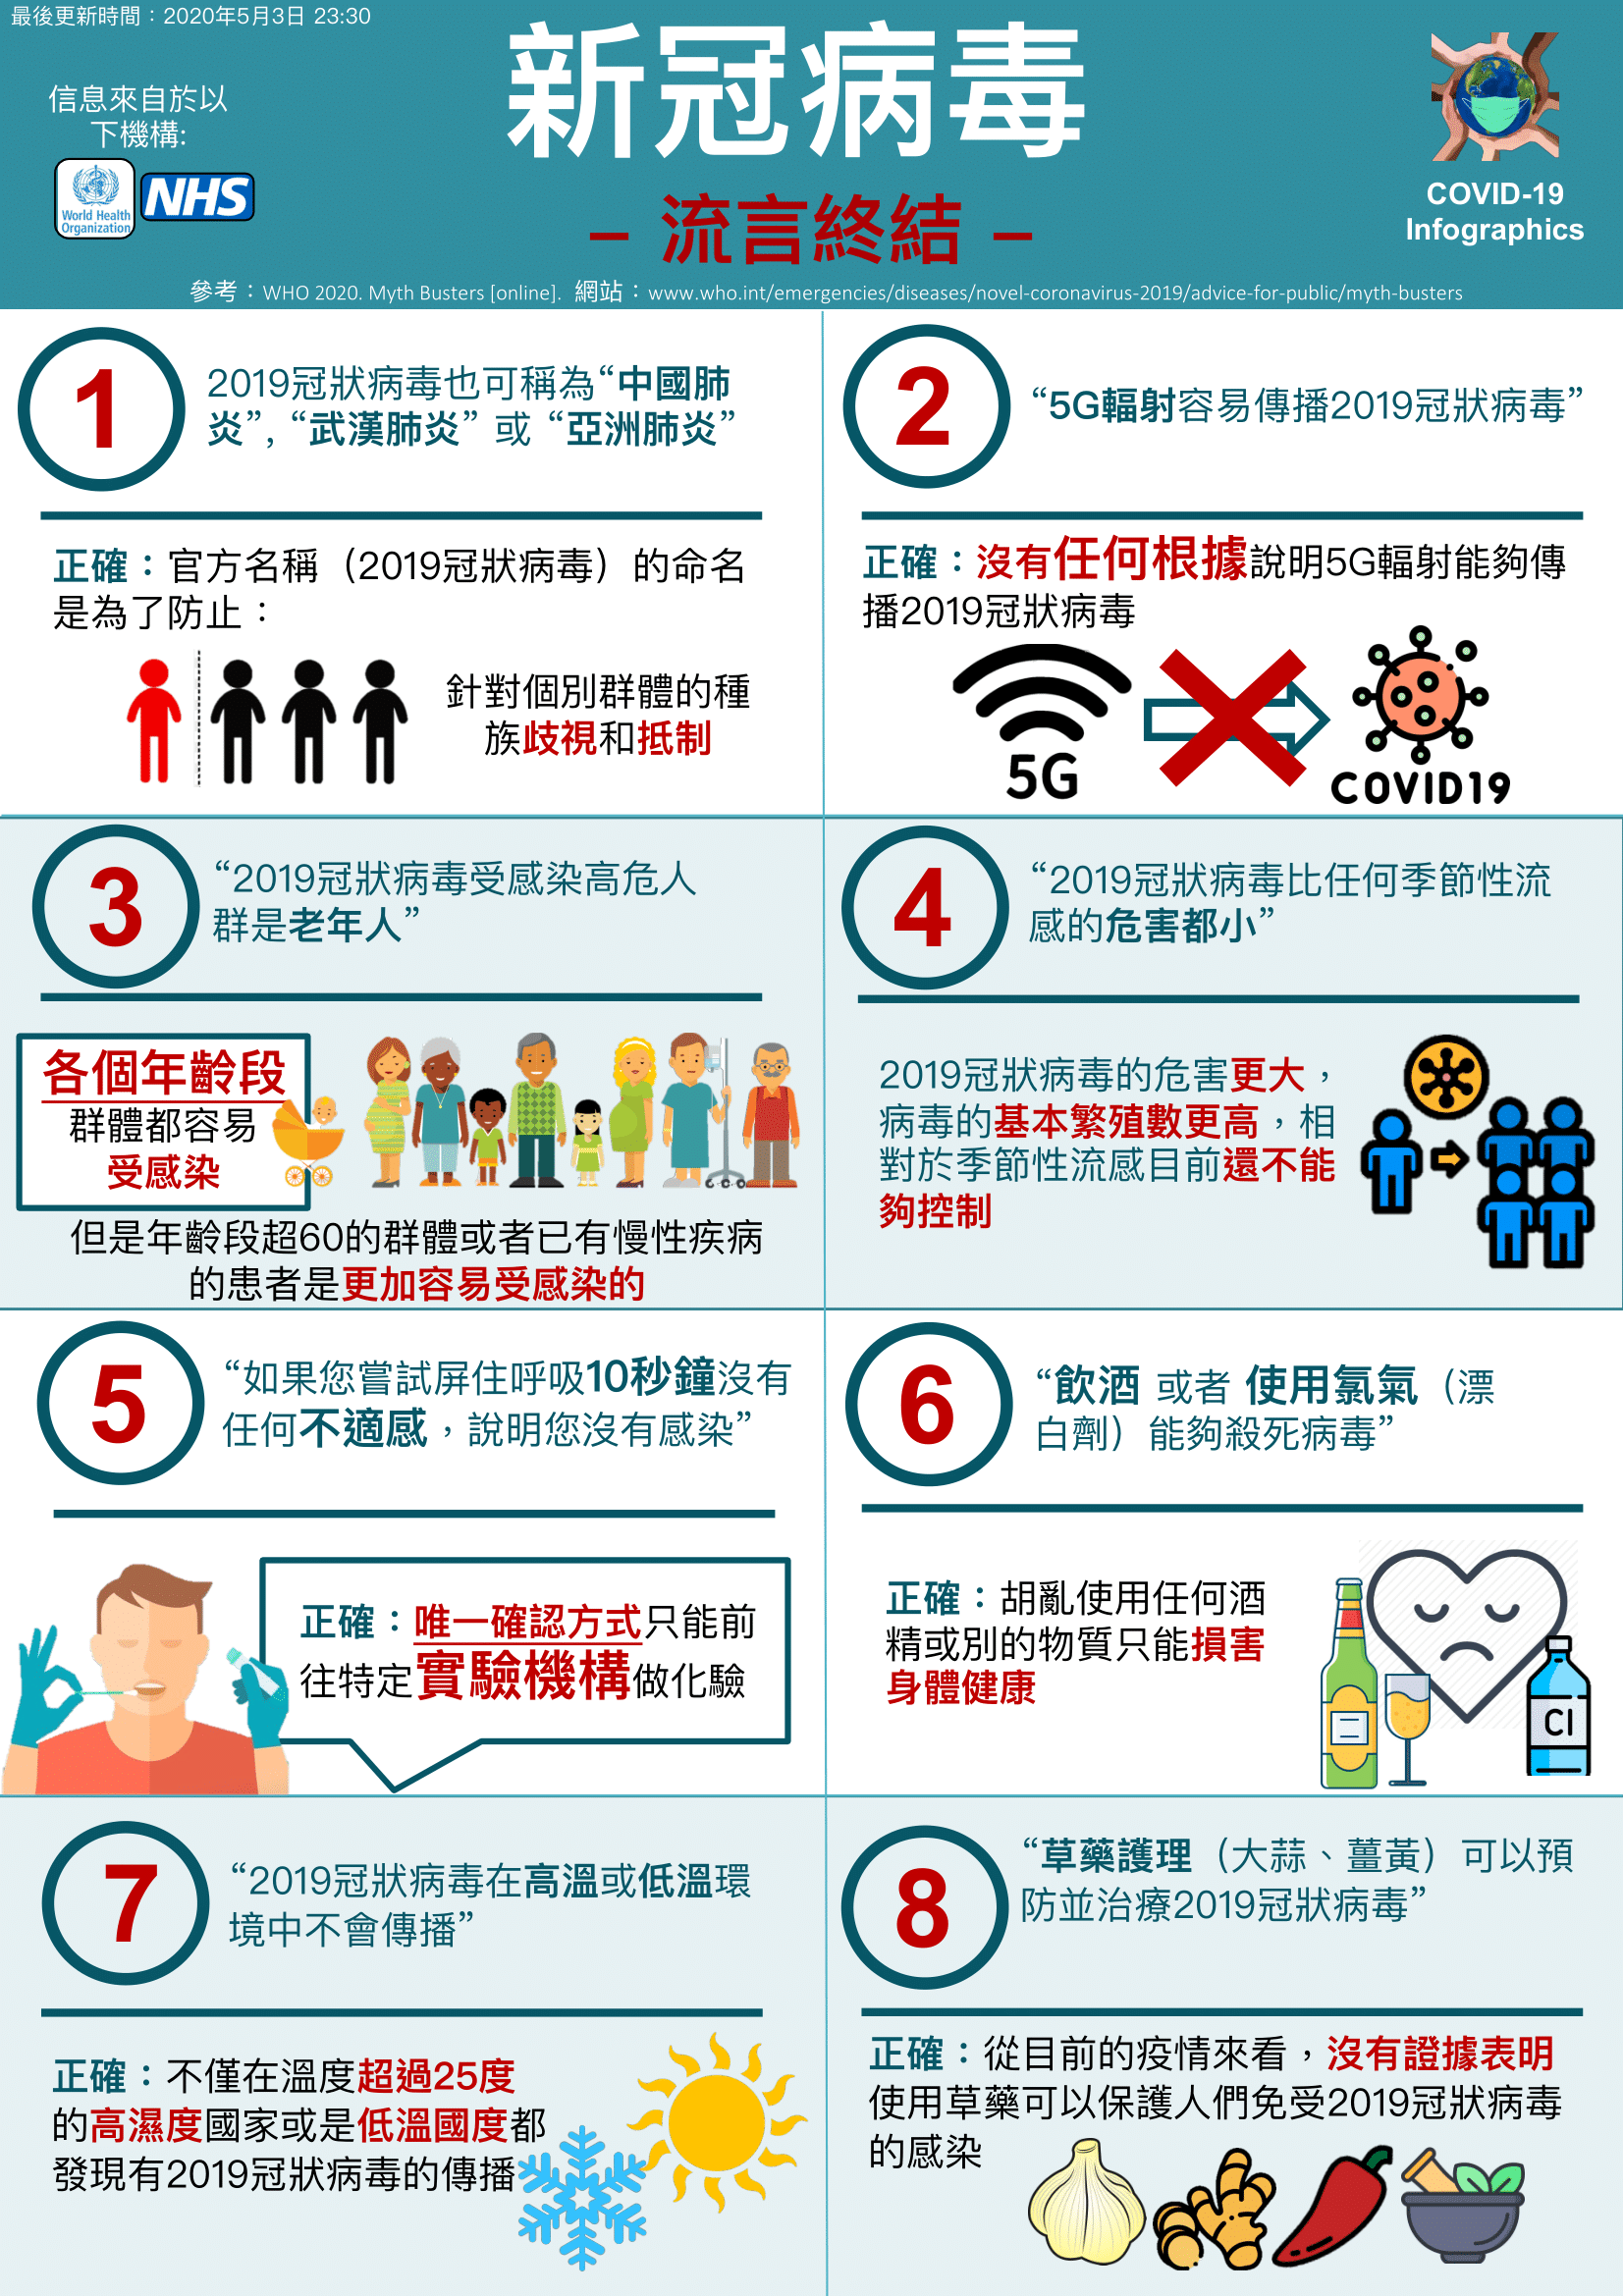 最後更新時間：2020年5月3日 23:30
信息來自於以
下機構:
World Health
Organization
NHS
新冠病毒
– 流言終結 –
COVID-19
Infographics
參考：WHO 2020. Myth Busters [online]. 網站：www.who.int/emergencies/diseases/novel-coronavirus-2019/advice-for-public/myth-busters
1
2019冠狀病毒也可稱為“中國肺
炎”, “武漢肺炎” 或 “亞洲肺炎”
正確：官方名稱（2019冠狀病毒）的命名
是為了防止：
針對個別群體的種
族歧視和抵制
2
“5G輻射容易傳播2019冠狀病毒”
正確：沒有任何根據說明5G輻射能夠傳
播2019冠狀病毒
5G
COVID19
3
“2019冠狀病毒受感染高危人
群是老年人”
各個年齡段
群體都容易
受感染
但是年齡段超60的群體或者已有慢性疾病
的患者是更加容易受感染的
4
“2019冠狀病毒比任何季節性流
感的危害都小”
2019冠狀病毒的危害更大，
病毒的基本繁殖數更高，相
對於季節性流感目前還不能
夠控制
5
“如果您嘗試屏住呼吸10秒鐘沒有
任何不適感，說明您沒有感染”
正確：唯一確認方式只能前
往特定實驗機構做化驗
6
“飲酒 或者 使用氯氣（漂
白劑）能夠殺死病毒”
正確：胡亂使用任何酒
精或別的物質只能損害
身體健康
Cl
7
“2019冠狀病毒在高溫或低溫環
境中不會傳播”
正確：不僅在溫度超過25度
的高濕度國家或是低溫國度都
發現有2019冠狀病毒的傳播
8
“草藥護理（大蒜、薑黃）可以預
防並治療2019冠狀病毒”
正確：從目前的疫情來看，沒有證據表明
使用草藥可以保護人們免受2019冠狀病毒
的感染